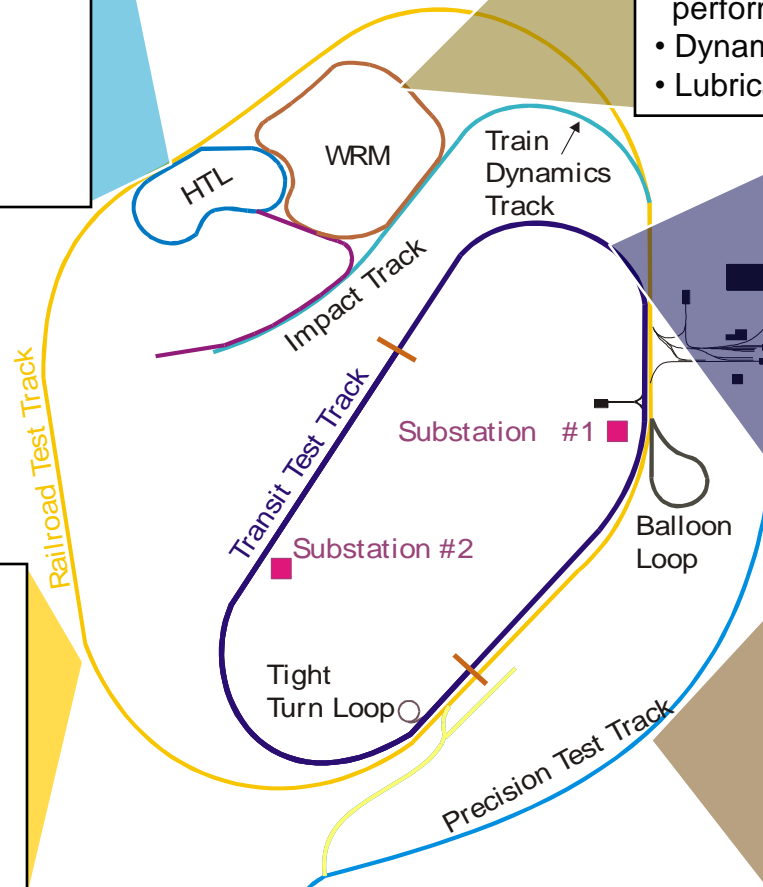 • Dynam
• Lubric
Train
Dynamics
Track
WRM
HTL
Impact Track
Railroad Test Track
Transit Test Track
Substation #1
Substation #2
Balloon
Loop
Tight
Turn Loop
Precision Test Track